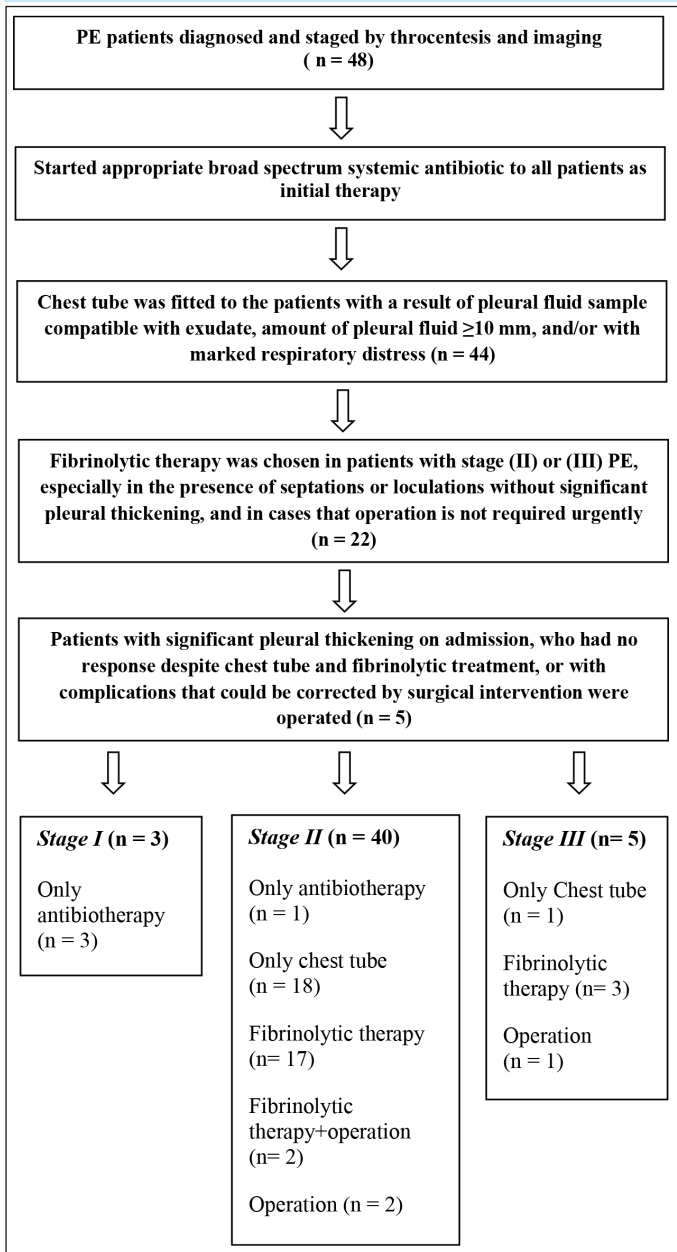 PE patients diagnosed and staged by throcentesis and imaging
( n = 48)
Started appropriate broad spectrum systemic antibiotic to all patients as
initial therapy
Chest tube was fitted to the patients with a result of pleural fluid sample
compatible with exudate, amount of pleural fluid ≥10 mm, and/or with
marked respiratory distress (n = 44)
Fibrinolytic therapy was chosen in patients with stage (II) or (III) PE,
especially in the presence of septations or loculations without significant
pleural thickening, and in cases that operation is not required urgently
(n = 22)
Patients with significant pleural thickening on admission, who had no
response despite chest tube and fibrinolytic treatment, or with
complications that could be corrected by surgical intervention were
operated (n = 5)
Stage I (n = 3)
Only
antibiotherapy
(n = 3)
Stage II (n = 40)
Only antibiotherapy
(n = 1)
Only chest tube
(n = 18)
Fibrinolytic therapy
(n= 17)
Fibrinolytic
therapy+operation
(n= 2)
Operation (n = 2)
Stage III (n= 5)
Only Chest tube
(n = 1)
Fibrinolytic
therapy (n= 3)
Operation
(n = 1)